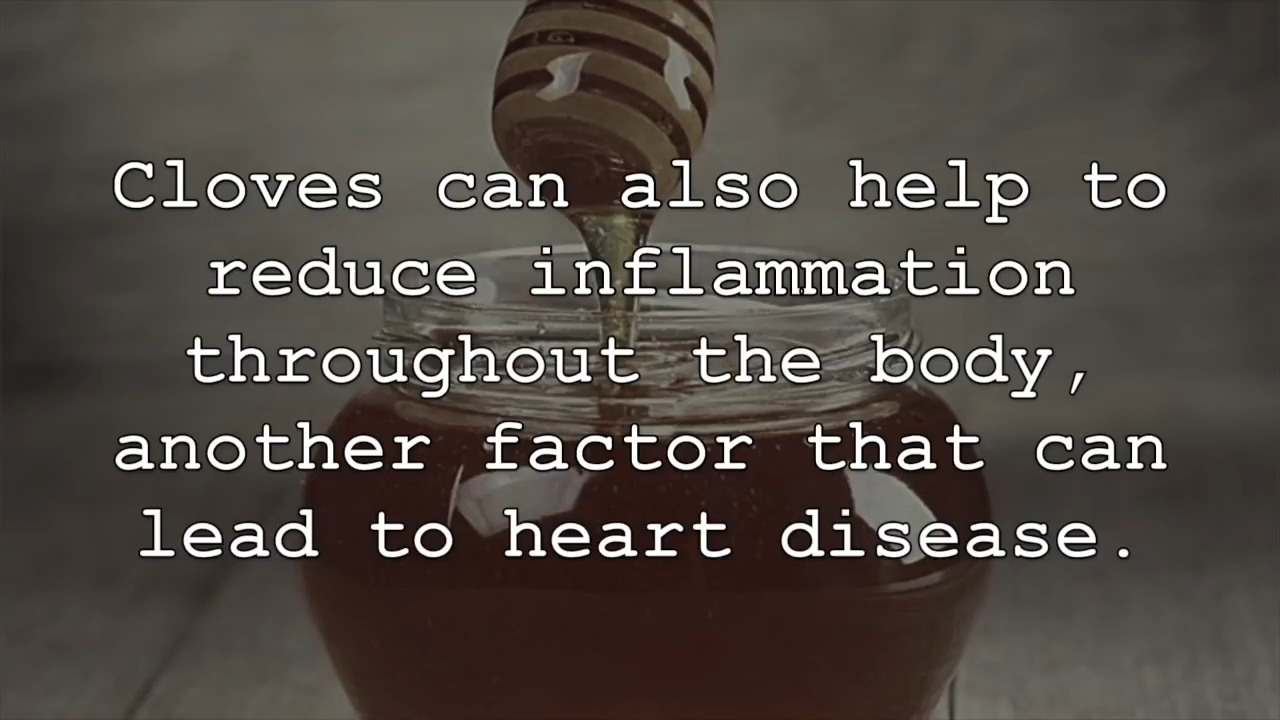 Cloves can also help to
reduce inflammation
throughout the body,
another factor that can
lead to heart disease.